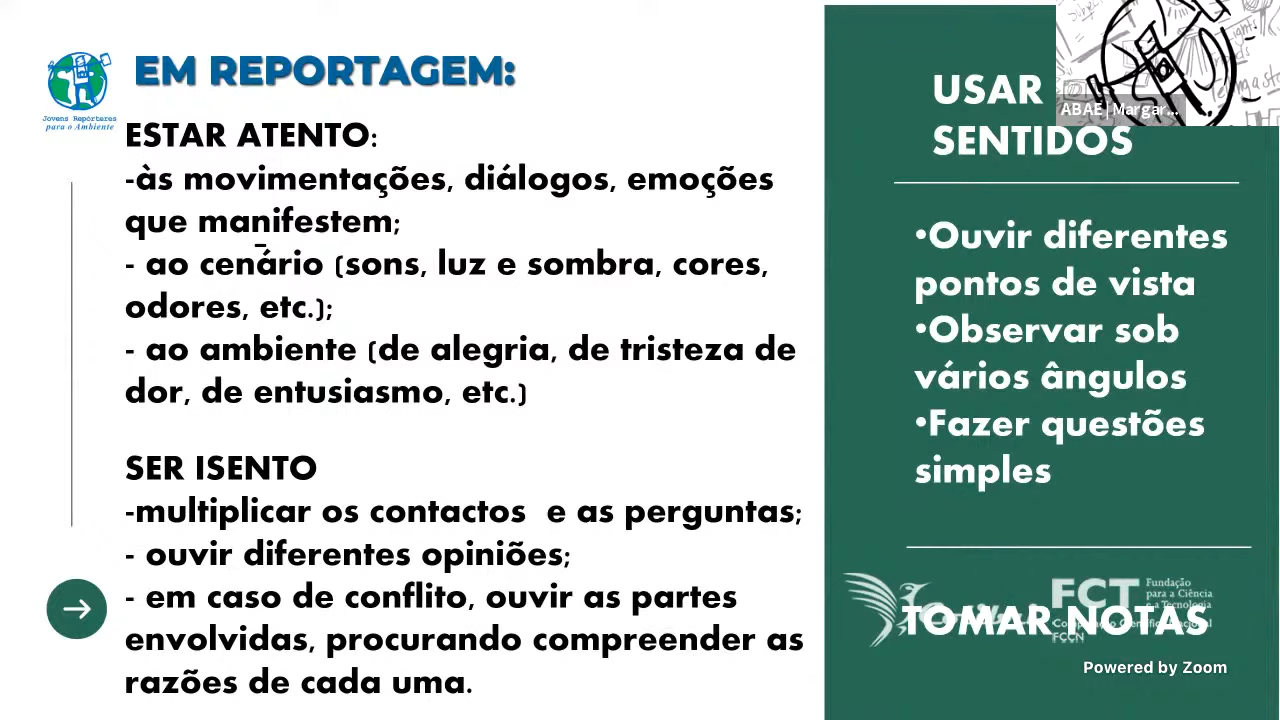 EM REPORTAGEM:
Jovens Repórteres
para o Ambiente
ESTAR ATENTO:
-às movimentações, diálogos, emoções
que manifestem;
- ao cenário (sons, luz e sombra, cores,
odores, etc.);
- ao ambiente (de alegria, de tristeza de
dor, de entusiasmo, etc.)
SER ISENTO
-multiplicar os contactos  e as perguntas;
- ouvir diferentes opiniões;
- em caso de conflito, ouvir as partes
envolvidas, procurando compreender as
razões de cada uma.
USAR
SENTIDOS
ABAE | Margar...
•Ouvir diferentes
pontos de vista
•Observar sob
vários ângulos
•Fazer questões
simples
FCT
Fundação
para a Ciência
e a Tecnologia
TOMAR NOTAS
FCCN
Powered by Zoom